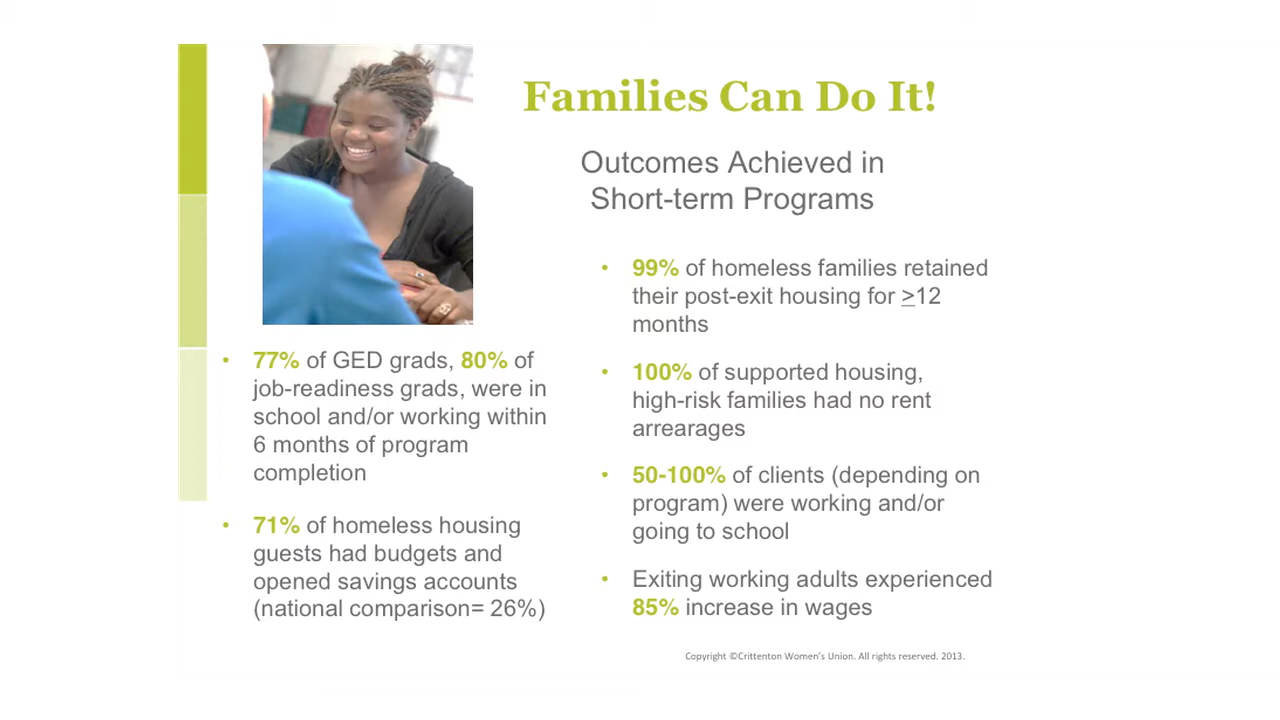 Families Can Do It!
Outcomes Achieved in
Short-term Programs
• 77% of GED grads, 80% of
job-readiness grads, were in
school and/or working within
6 months of program
completion
• 71% of homeless housing
guests had budgets and
opened savings accounts
(national comparison= 26%)
• 99% of homeless families retained
their post-exit housing for ≥12
months
• 100% of supported housing,
high-risk families had no rent
arrearages
• 50-100% of clients (depending on
program) were working and/or
going to school
• Exiting working adults experienced
85% increase in wages
Copyright ©Crittenton Women's Union. All rights reserved. 2013.